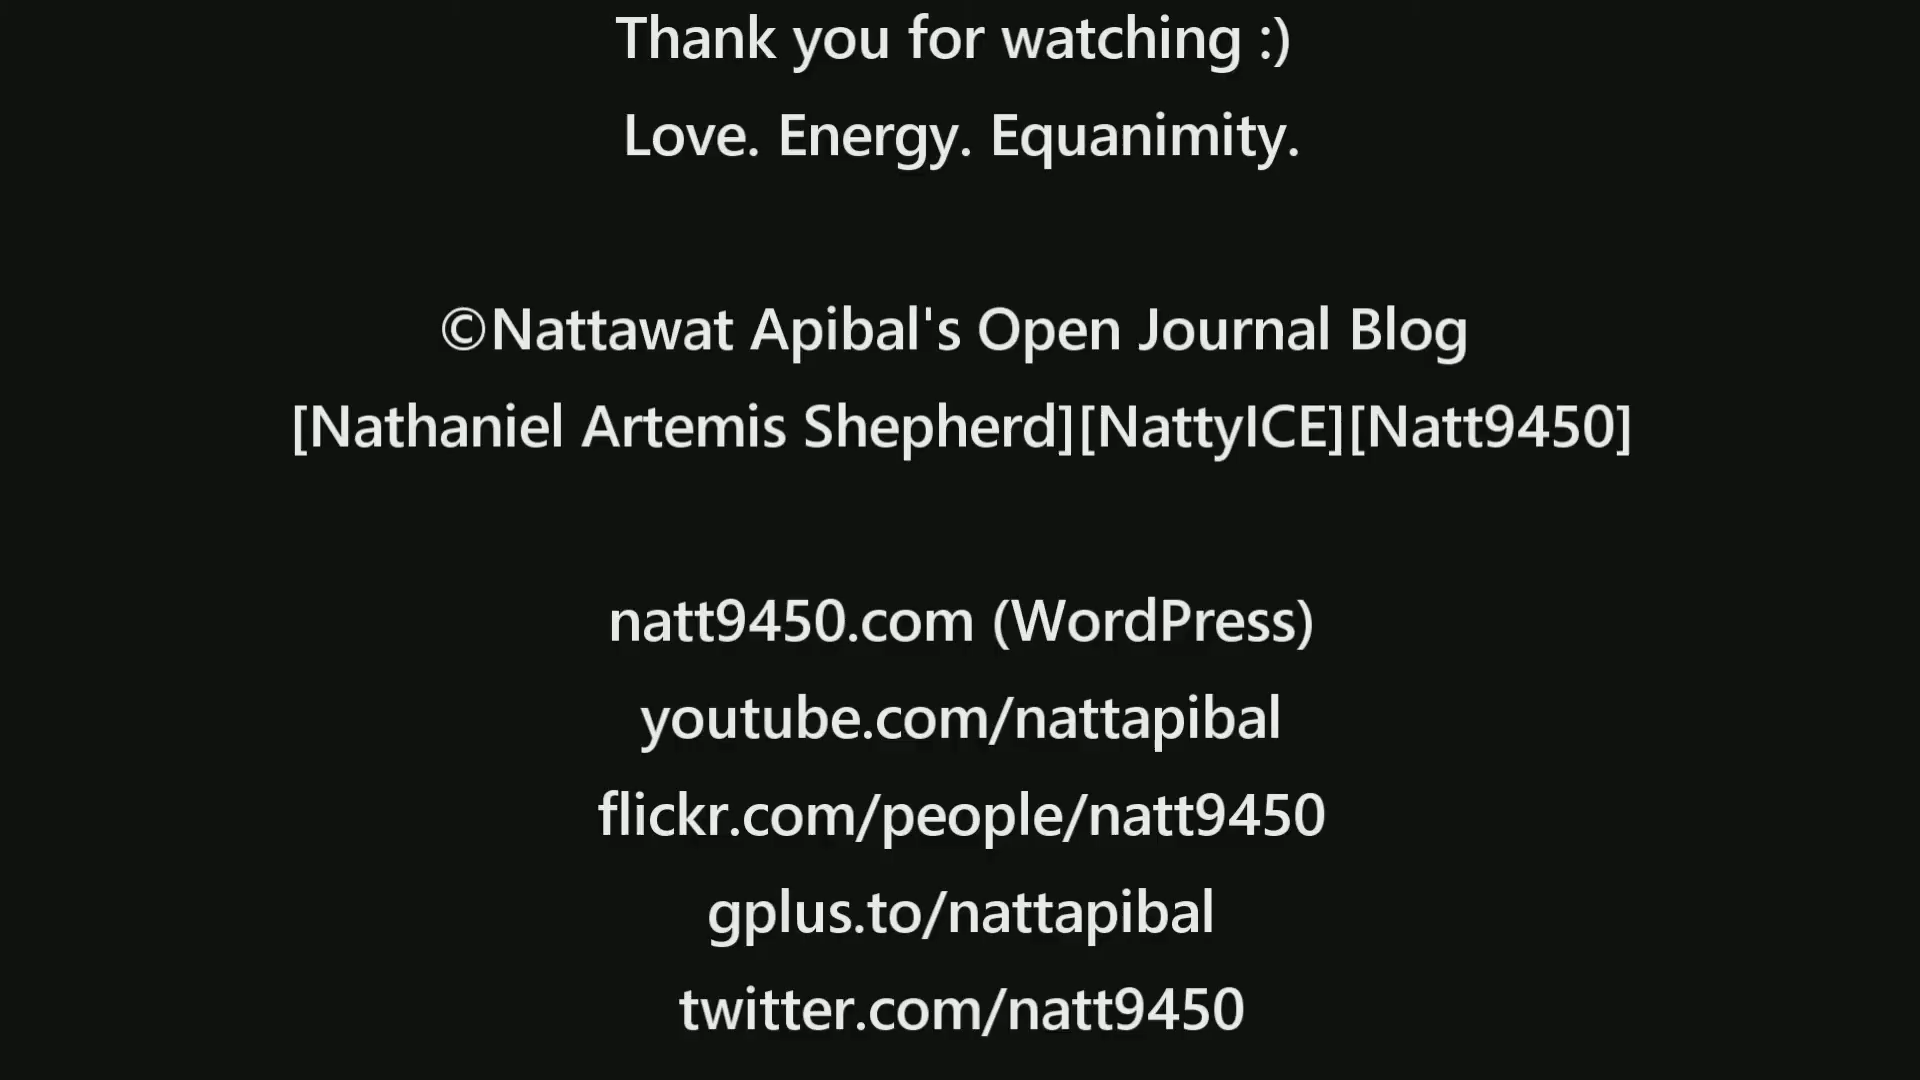 Thank you for watching :)
Love. Energy. Equanimity.
©Nattawat Apibal's Open Journal Blog
[Nathaniel Artemis Shepherd][NattyICE][Natt9450]
natt9450.com (WordPress)
youtube.com/nattapibal
flickr.com/people/natt9450
gplus.to/nattapibal
twitter.com/natt9450